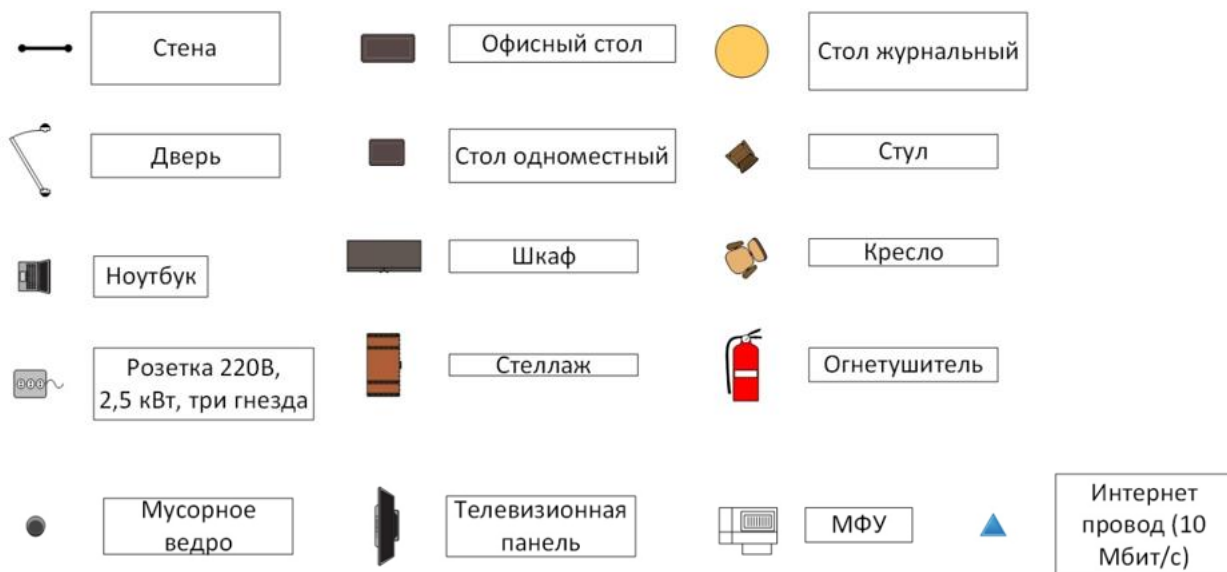 Стена
Офисный стол
Стол журнальный
Дверь
Стол одноместный
Стул
Ноутбук
Шкаф
Кресло
Розетка 220В,
2,5 кВт, три гнезда
Стеллаж
Огнетушитель
Мусорное
ведро
Телевизионная
панель
МФУ
Интернет
провод (10
Мбит/с)